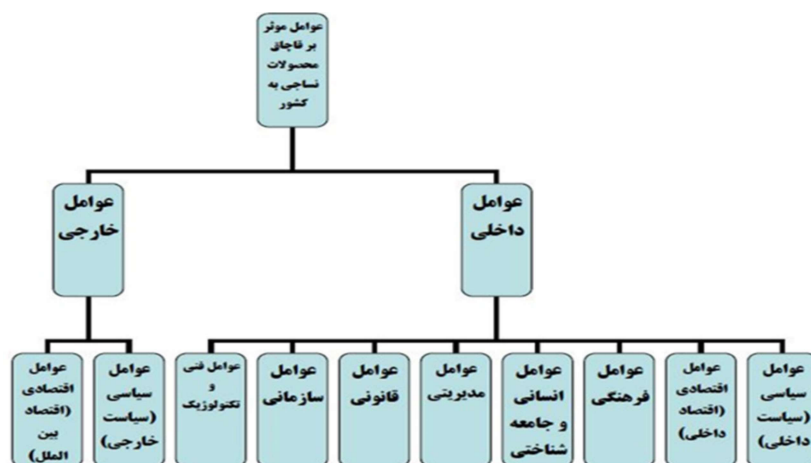 عوامل موثر
بر قاچاق
محصولات
نساجی به
کشور
عوامل
داخلی
عوامل
خارجی
عوامل
سیاسی
(سیاست
داخلی)
عوامل
اقتصادی
(اقتصاد
داخلی)
عوامل
فرهنگی
عوامل
انسانی
و جامعه
شناختی
عوامل
مدیریتی
عوامل
قانونی
عوامل
سازمانی
عوامل فنی
و
تکنولوژیک
عوامل
سیاسی
(سیاست
خارجی)
عوامل
اقتصادی
(اقتصاد
بین
الملل)